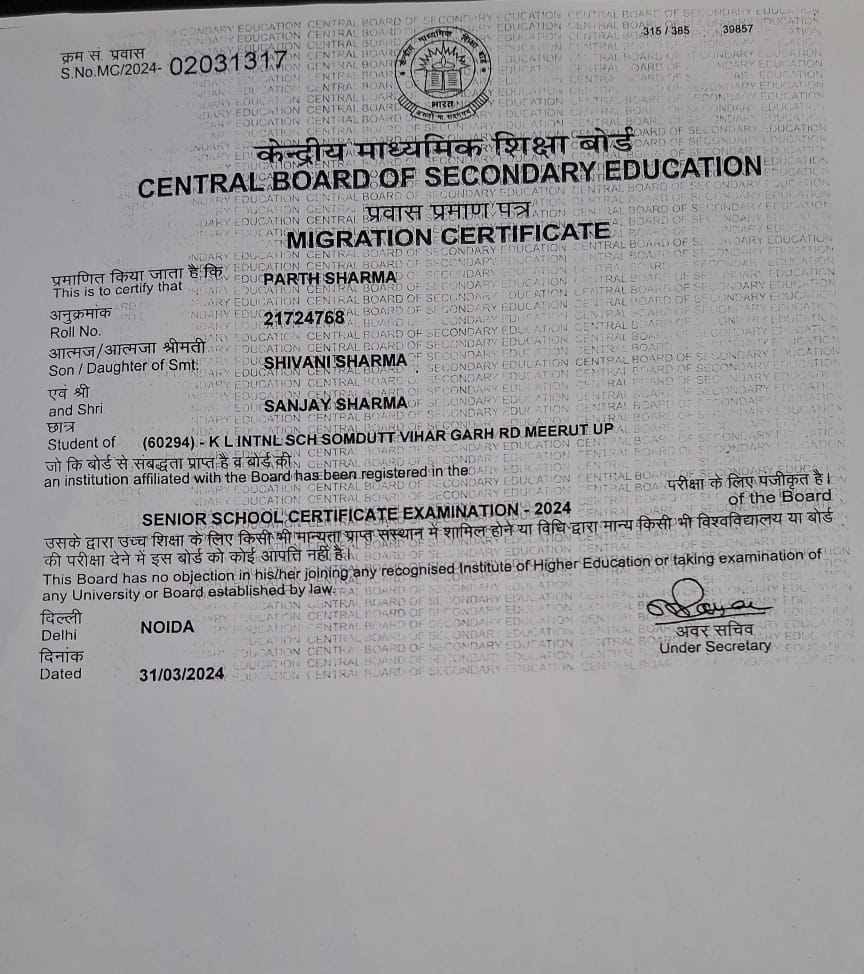 315 / 385 39857
क्रम सं. प्रवास
S.No.MC/2024- 02031317
केन्द्रीय माध्यमिक शिक्षा बोर्ड
भारत
असतो मा सद्गमय
केन्द्रीय माध्यमिक शिक्षा बोर्ड
CENTRAL BOARD OF SECONDARY EDUCATION
प्रवास प्रमाण पत्र
MIGRATION CERTIFICATE
प्रमाणित किया जाता है कि
This is to certify that PARTH SHARMA
अनुक्रमांक
Roll No. 21724768
आत्मज/आत्मजा श्रीमती
Son / Daughter of Smt. SHIVANI SHARMA
एवं श्री
and Shri SANJAY SHARMA
छात्र
Student of (60294) - K L INTNL SCH SOMDUTT VIHAR GARH RD MEERUT UP
जो कि बोर्ड से संबद्धता प्राप्त है व बोर्ड की
an institution affiliated with the Board has been registered in the
परीक्षा के लिए पंजीकृत है।
SENIOR SCHOOL CERTIFICATE EXAMINATION - 2024 of the Board
उसके द्वारा उच्च शिक्षा के लिए किसी भी मान्यता प्राप्त संस्थान में शामिल होने या विधि द्वारा मान्य किसी भी विश्वविद्यालय या बोर्ड
की परीक्षा देने में इस बोर्ड को कोई आपत्ति नहीं है।
This Board has no objection in his/her joining any recognised Institute of Higher Education or taking examination of
any University or Board established by law.
दिल्ली
Delhi NOIDA
दिनांक
Dated 31/03/2024
अवर सचिव
Under Secretary